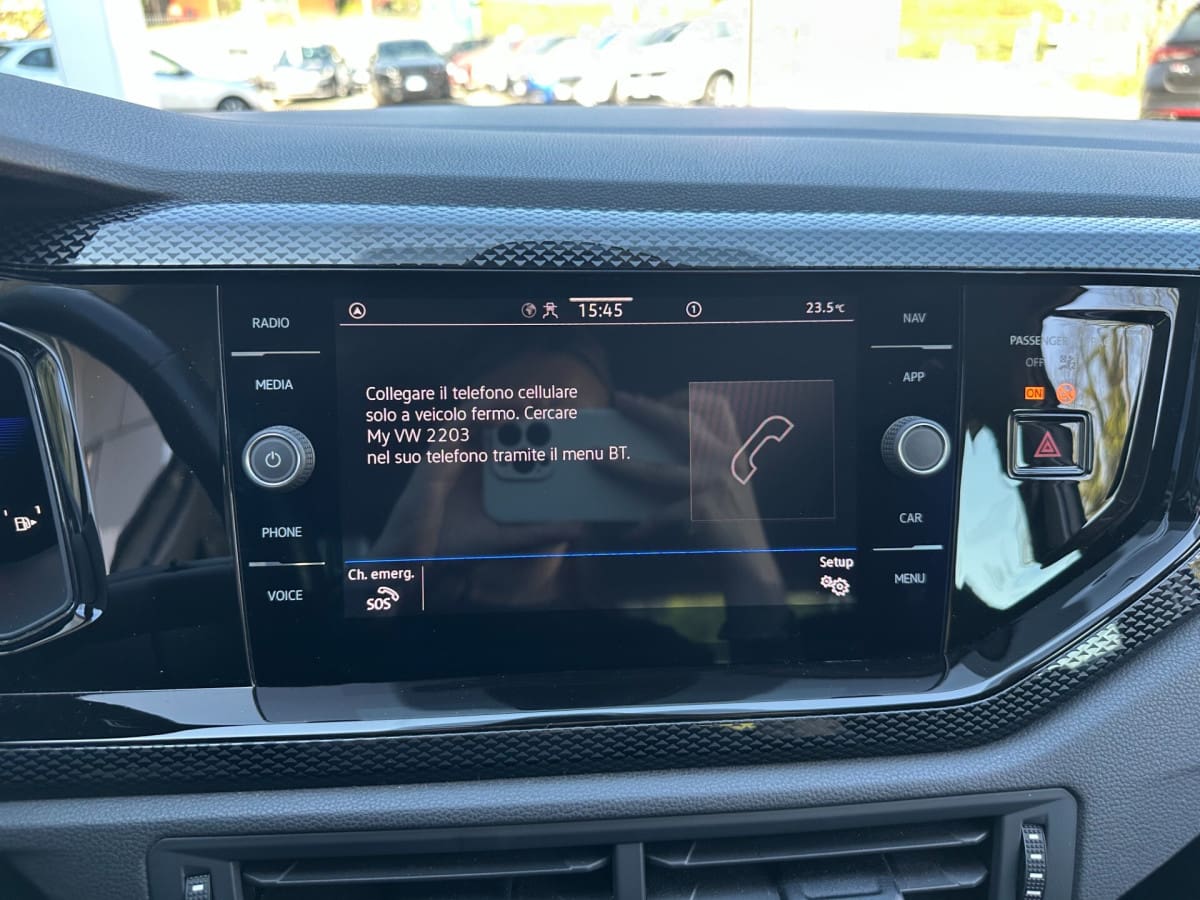 RADIO
MEDIA
PHONE
VOICE
15:45
1
23.5°C
Collegare il telefono cellulare
solo a veicolo fermo. Cercare
My VW 2203
nel suo telefono tramite il menu BT.
Ch. emerg.
SOS
Setup
NAV
APP
CAR
MENU
PASSENGER
OFF
ON